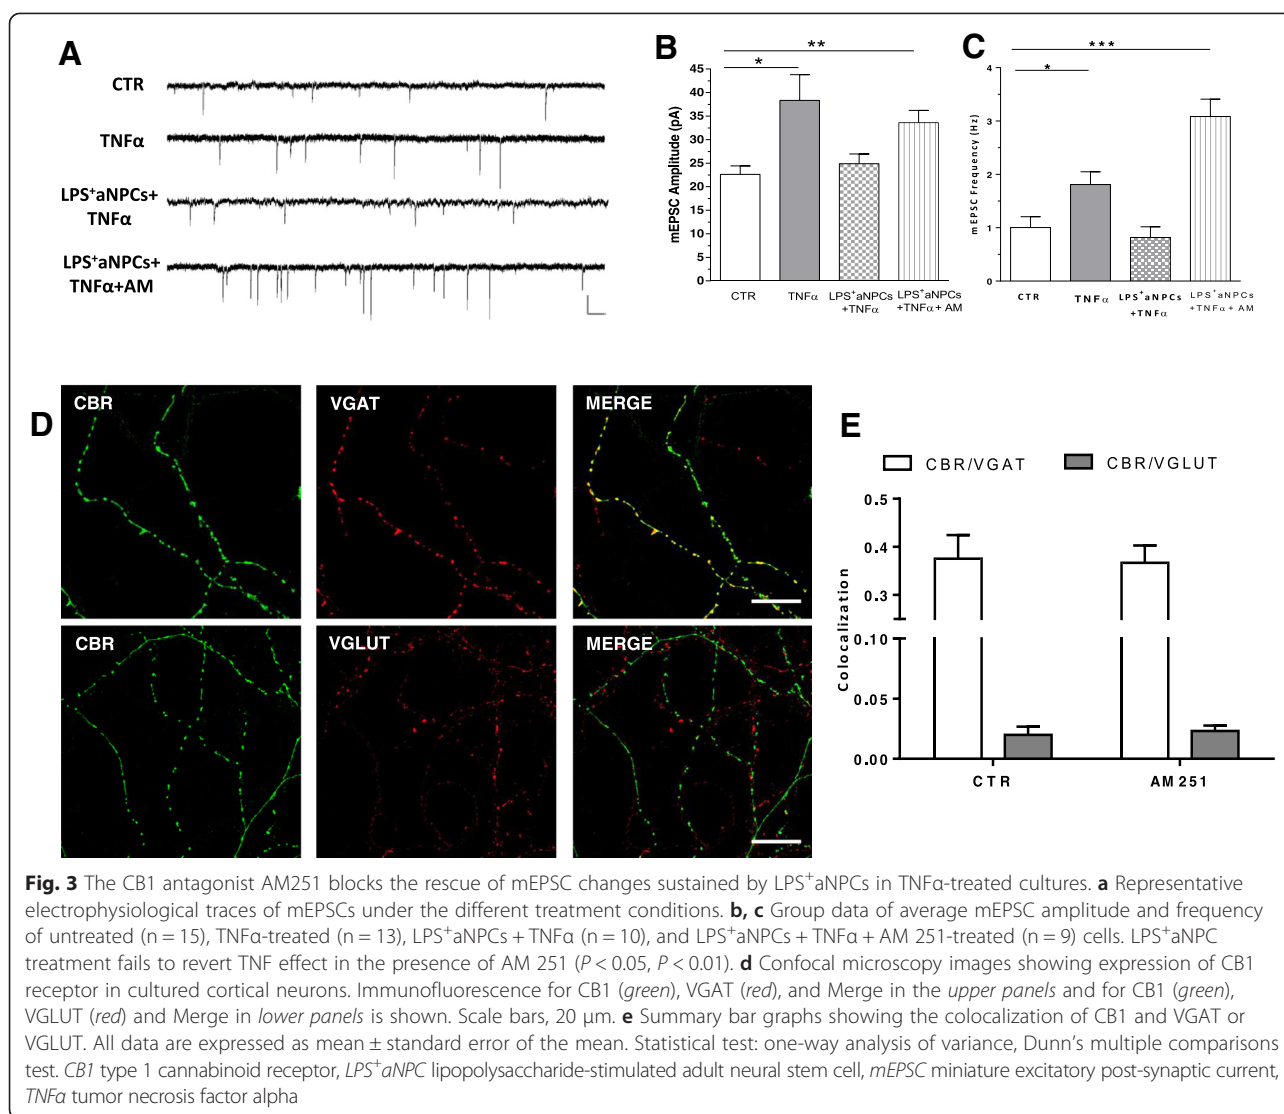 A
CTR
TNFα
LPS⁺aNPCs+
TNFα
LPS⁺aNPCs+
TNFα+AM
B
**
*
mEPSC Amplitude (pA)
45
40
35
30
25
20
15
10
5
0
CTR
TNFα
LPS⁺aNPCs
+TNFα
LPS⁺aNPCs
+TNFα+ AM
C
***
*
mEPSC Frequency (Hz)
4
3
2
1
0
CTR
TNFα
LPS⁺aNPCs
+TNFα
LPS⁺aNPCs
+TNFα+ AM
D
CBR
VGAT
MERGE
CBR
VGLUT
MERGE
E
CBR/VGAT
CBR/VGLUT
Colocalization
0.5
0.4
0.3
0.10
0.05
0.00
CTR
AM251
Fig. 3 The CB1 antagonist AM251 blocks the rescue of mEPSC changes sustained by LPS⁺aNPCs in TNFα-treated cultures. a Representative
electrophysiological traces of mEPSCs under the different treatment conditions. b, c Group data of average mEPSC amplitude and frequency
of untreated (n = 15), TNFα-treated (n = 13), LPS⁺aNPCs + TNFα (n = 10), and LPS⁺aNPCs + TNFα + AM 251-treated (n = 9) cells. LPS⁺aNPC
treatment fails to revert TNF effect in the presence of AM 251 (P < 0.05, P < 0.01). d Confocal microscopy images showing expression of CB1
receptor in cultured cortical neurons. Immunofluorescence for CB1 (green), VGAT (red), and Merge in the upper panels and for CB1 (green),
VGLUT (red) and Merge in lower panels is shown. Scale bars, 20 μm. e Summary bar graphs showing the colocalization of CB1 and VGAT or
VGLUT. All data are expressed as mean ± standard error of the mean. Statistical test: one-way analysis of variance, Dunn's multiple comparisons
test. CB1 type 1 cannabinoid receptor, LPS⁺aNPC lipopolysaccharide-stimulated adult neural stem cell, mEPSC miniature excitatory post-synaptic current,
TNFα tumor necrosis factor alpha